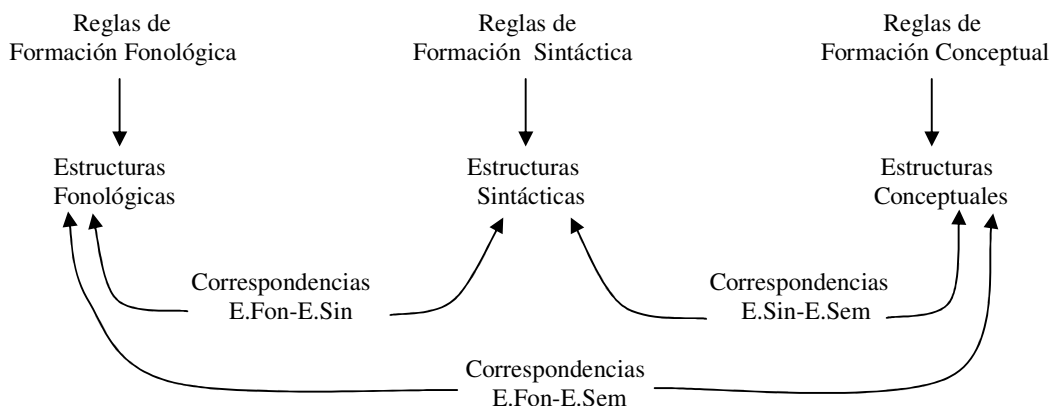 Reglas de
Formación Fonológica
Reglas de
Formación Sintáctica
Reglas de
Formación Conceptual
Estructuras
Fonológicas
Estructuras
Sintácticas
Estructuras
Conceptuales
Correspondencias
E.Fon-E.Sin
Correspondencias
E.Sin-E.Sem
Correspondencias
E.Fon-E.Sem